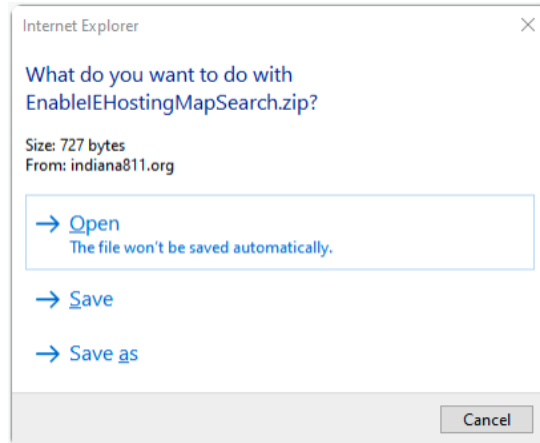 Internet Explorer
What do you want to do with
EnableIEHostingMapSearch.zip?
Size: 727 bytes
From: indiana811.org
Open
The file won't be saved automatically.
Save
Save as
Cancel